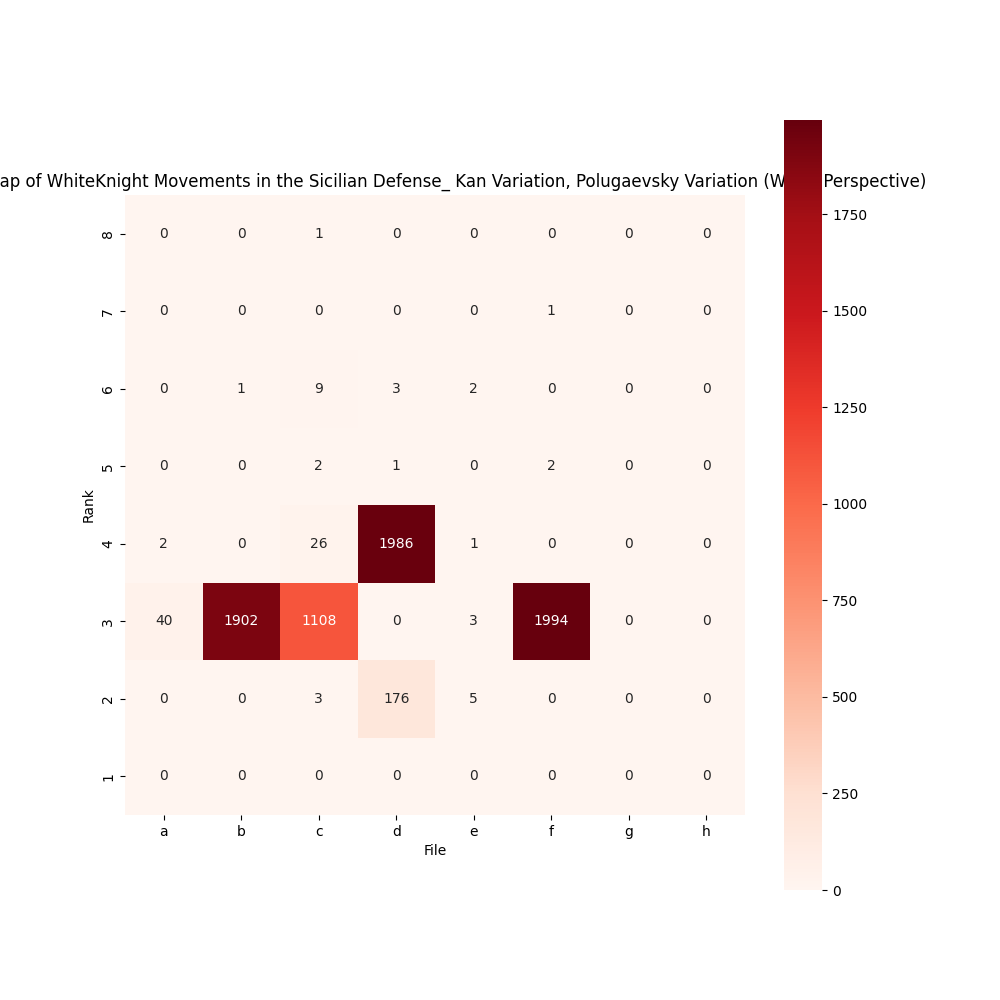 ap of WhiteKnight Movements in the Sicilian Defense_ Kan Variation, Polugaevsky Variation (W Perspective)
8 0 0 1 0 0 0 0 0
7 0 0 0 0 0 1 0 0
6 0 1 9 3 2 0 0 0
5 0 0 2 1 0 2 0 0
4 2 0 26 1986 1 0 0 0
3 40 1902 1108 0 3 1994 0 0
2 0 0 3 176 5 0 0 0
1 0 0 0 0 0 0 0 0
a b c d e f g h
Rank
File
1750
1500
1250
1000
750
500
250
0